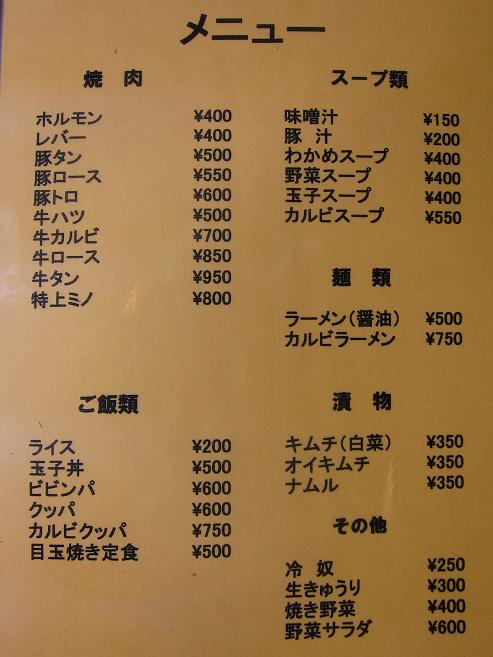 メニュー
焼 肉
ホルモン ¥400
レバー ¥400
豚タン ¥500
豚ロース ¥550
豚トロ ¥600
牛ハツ ¥500
牛カルビ ¥700
牛ロース ¥850
牛タン ¥950
特上ミノ ¥800
ご飯類
ライス ¥200
玉子丼 ¥500
ビビンパ ¥600
クッパ ¥600
カルビクッパ ¥750
目玉焼き定食 ¥500
スープ類
味噌汁 ¥150
豚 汁 ¥200
わかめスープ ¥400
野菜スープ ¥400
玉子スープ ¥400
カルビスープ ¥550
麺 類
ラーメン（醤油） ¥500
カルビラーメン ¥750
漬 物
キムチ（白菜） ¥350
オイキムチ ¥350
ナムル ¥350
その他
冷 奴 ¥250
生きゅうり ¥300
焼き野菜 ¥400
野菜サラダ ¥600